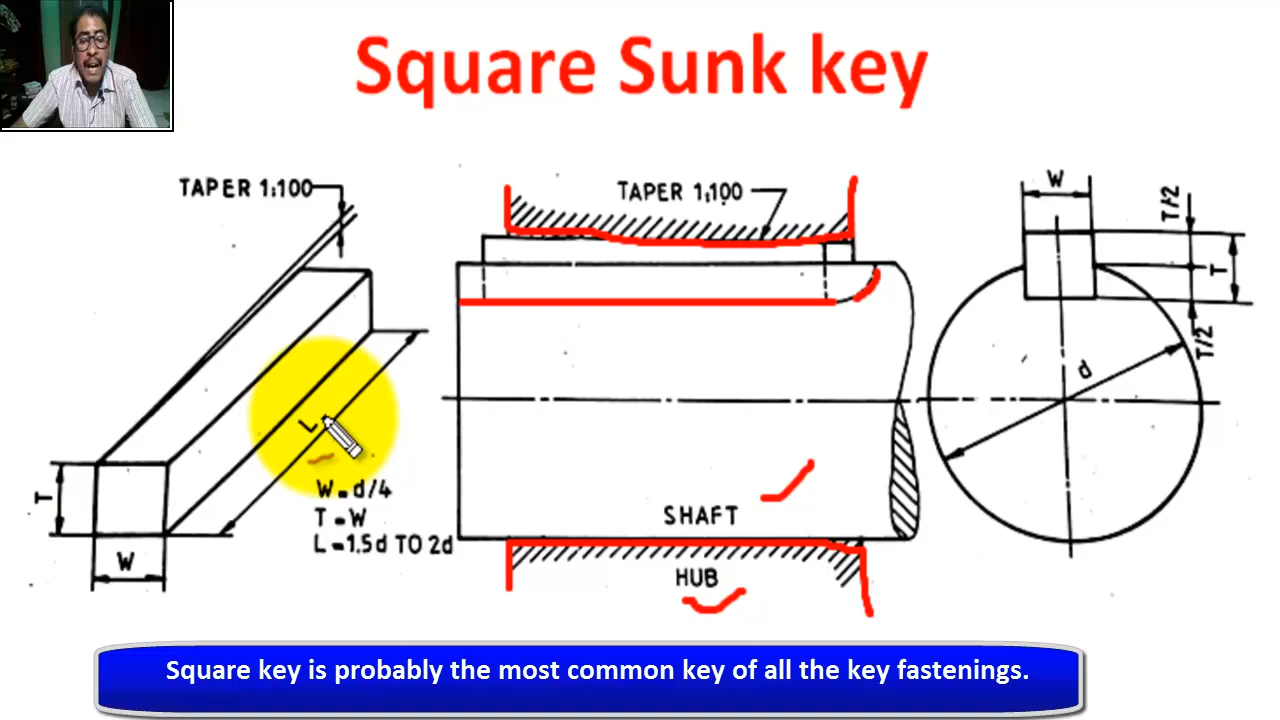 Square Sunk key
TAPER 1:100
L
T
W
W = d/4
T = W
L = 1.5d TO 2d
TAPER 1:100
SHAFT
HUB
W
T/2
T
T/2
d
Square key is probably the most common key of all the key fastenings.